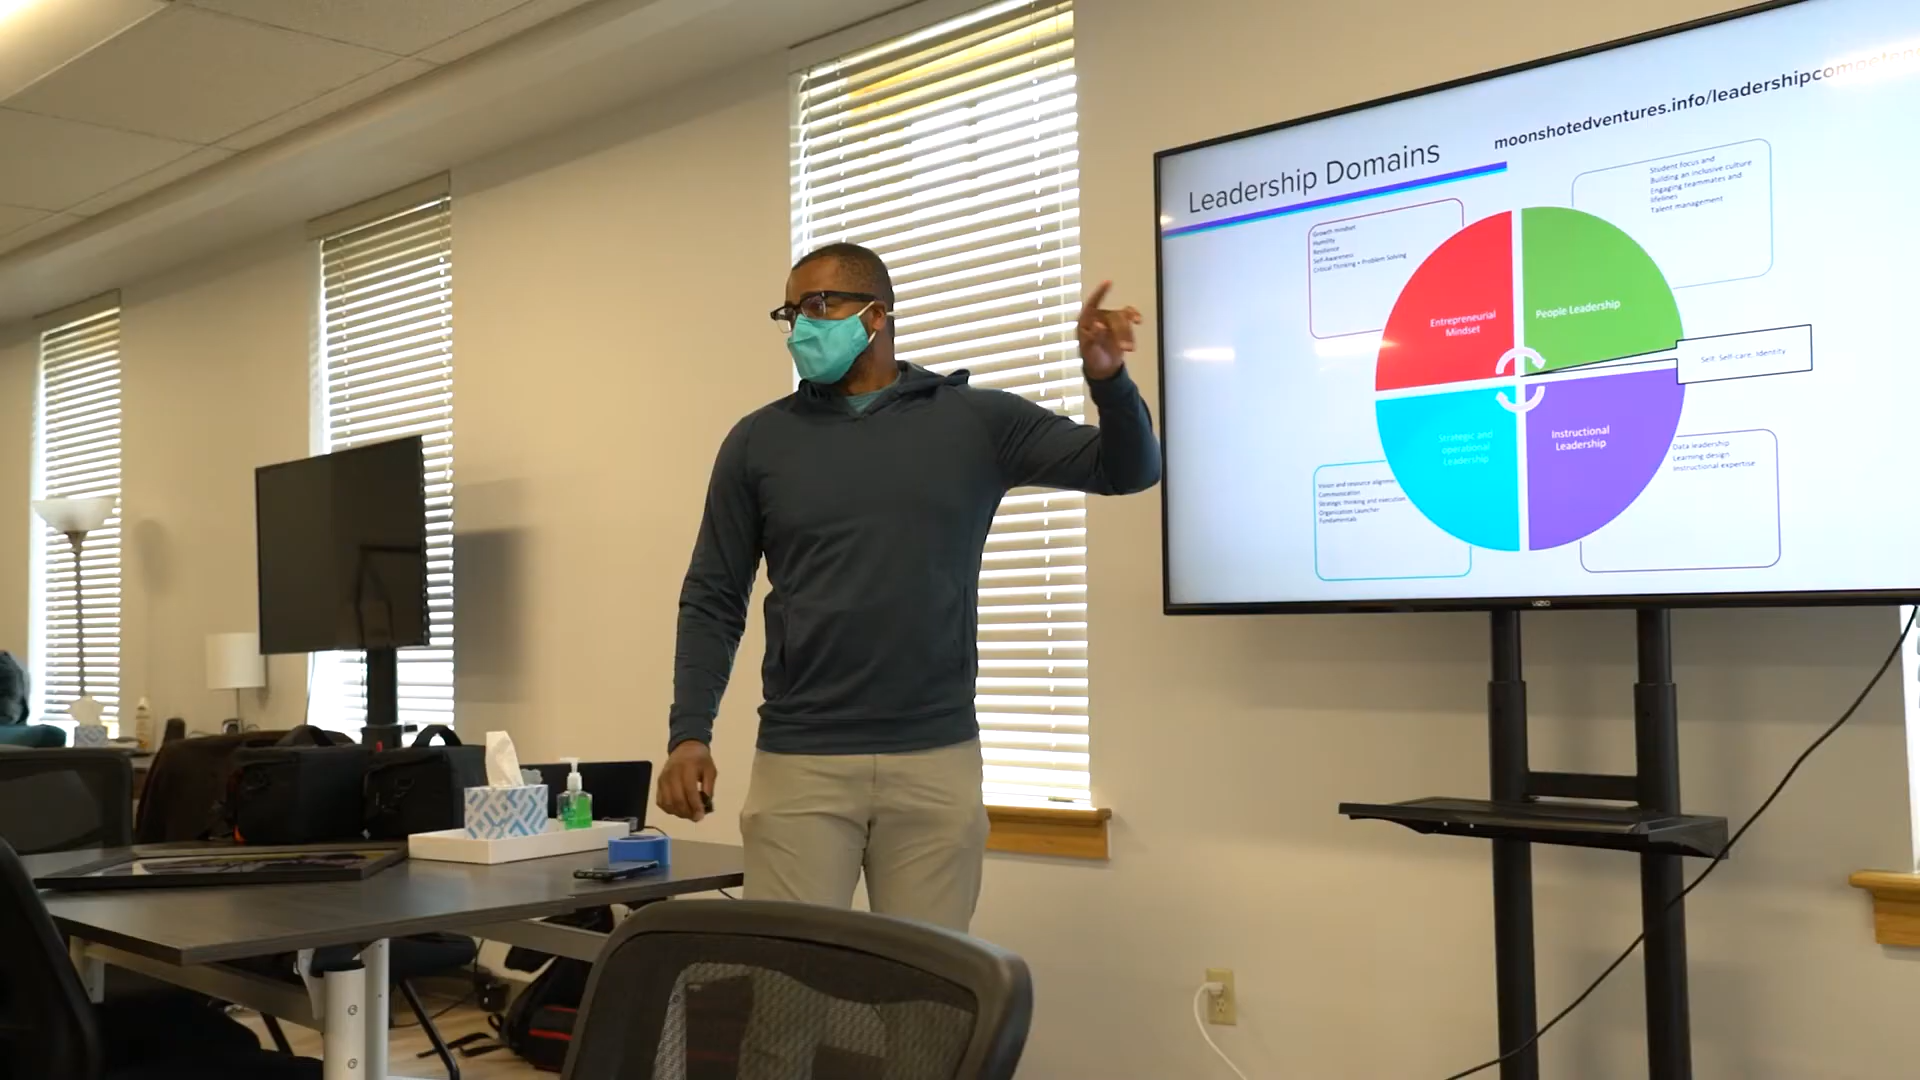 Leadership Domains
moonshotedventures.info/leadershipcompetenc
Growth mindset
Humility
Resilience
Self-Awareness
Critical Thinking + Problem Solving
Student focus and
Building an inclusive culture
Engaging teammates and
lifelines
Talent management
Entrepreneurial
Mindset
People Leadership
Self: Self-care, Identity
Strategic and
operational
Leadership
Instructional
Leadership
Vision and resource alignme
Communication
Strategic thinking and execution
Organization Launcher
Fundamentals
Data leadership
Learning design
Instructional expertise
VIZIO